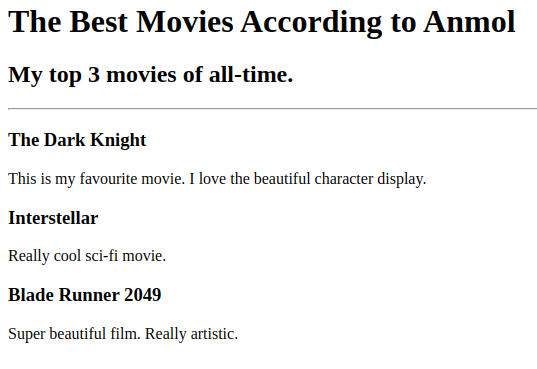 The Best Movies According to Anmol
My top 3 movies of all-time.
The Dark Knight
This is my favourite movie. I love the beautiful character display.
Interstellar
Really cool sci-fi movie.
Blade Runner 2049
Super beautiful film. Really artistic.